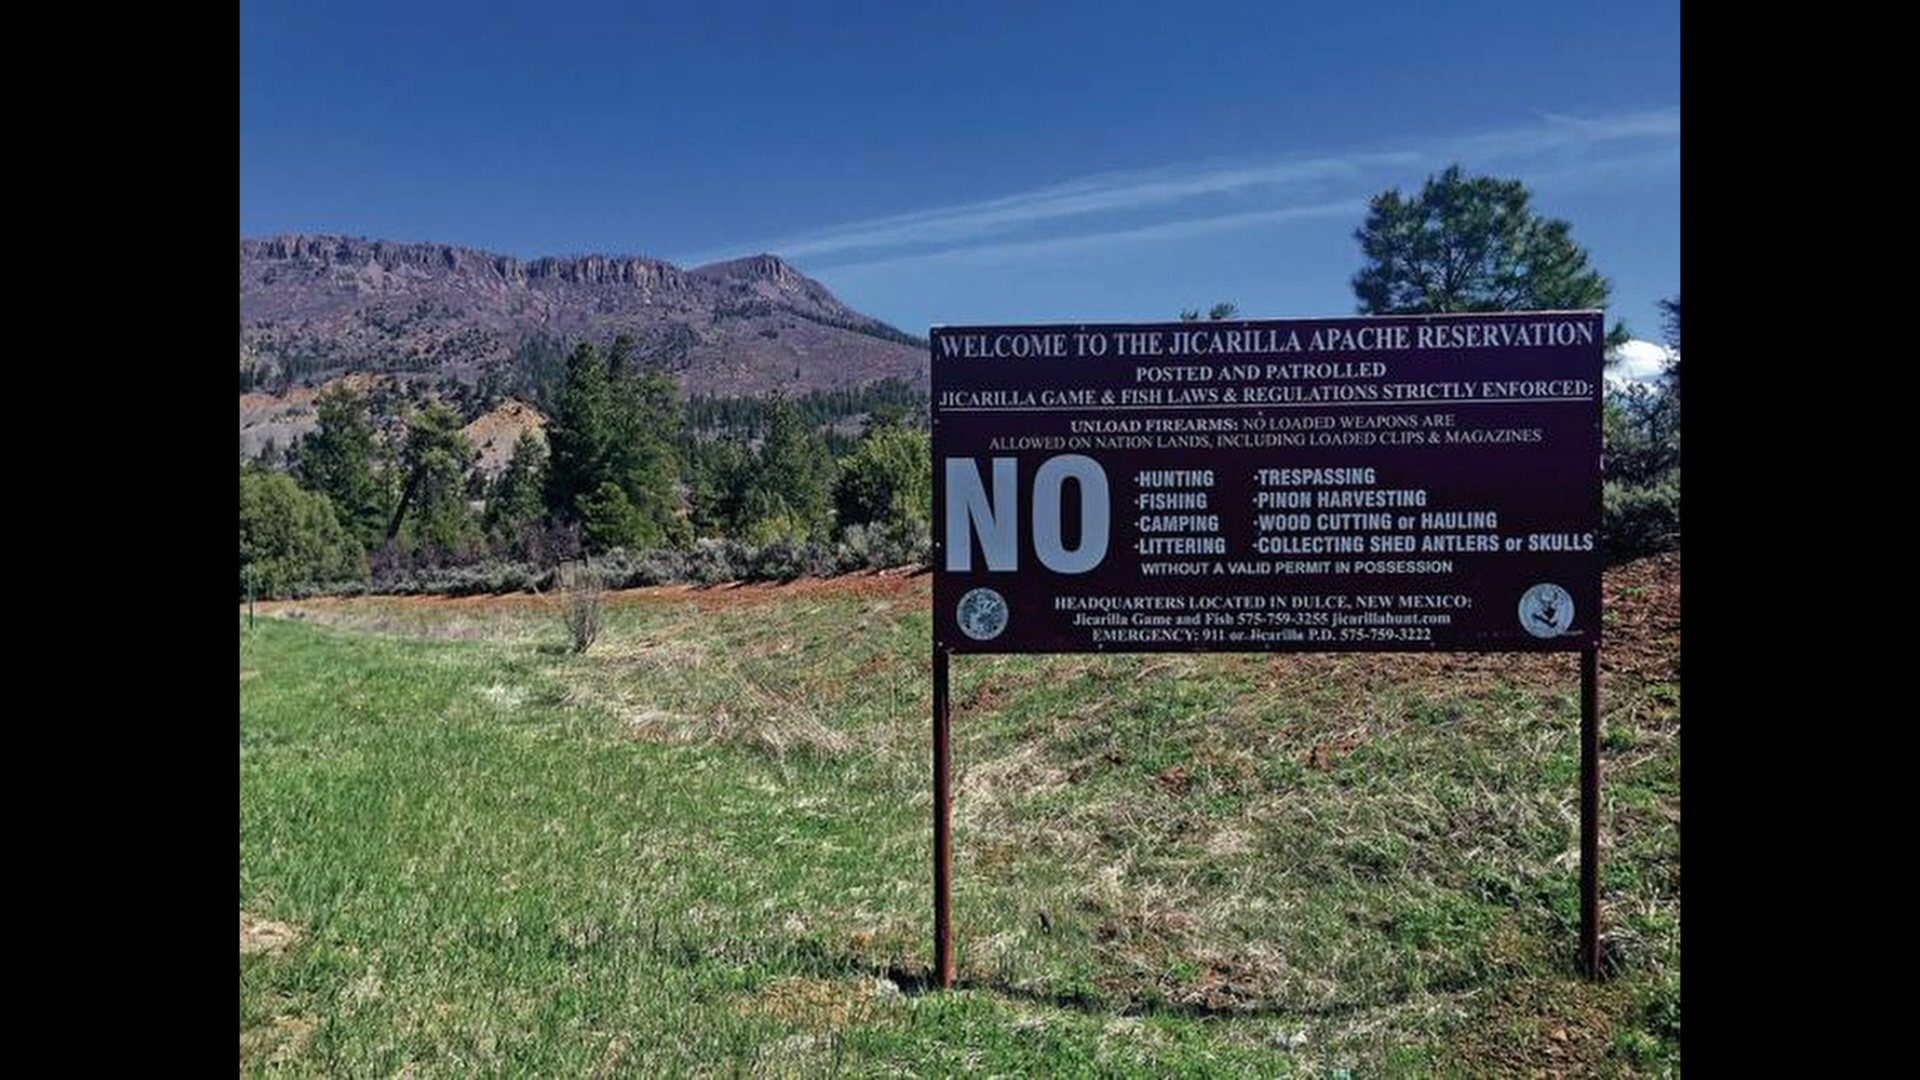 WELCOME TO THE JICARILLA APACHE RESERVATION
POSTED AND PATROLLED
JICARILLA GAME & FISH LAWS & REGULATIONS STRICTLY ENFORCED:
UNLOAD FIREARMS: NO LOADED WEAPONS ARE
ALLOWED ON NATION LANDS, INCLUDING LOADED CLIPS & MAGAZINES
NO
·HUNTING ·TRESPASSING
·FISHING ·PINON HARVESTING
·CAMPING ·WOOD CUTTING or HAULING
·LITTERING ·COLLECTING SHED ANTLERS or SKULLS
WITHOUT A VALID PERMIT IN POSSESSION
HEADQUARTERS LOCATED IN DULCE, NEW MEXICO:
Jicarilla Game and Fish 575-759-3255 jicarillahunt.com
EMERGENCY: 911 or Jicarilla P.D. 575-759-3222